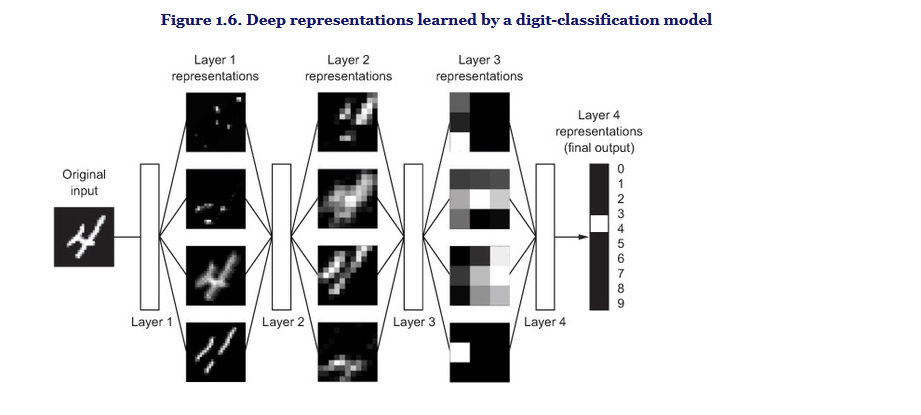 Figure 1.6. Deep representations learned by a digit-classification model
Layer 1
representations
Layer 2
representations
Layer 3
representations
Layer 4
representations
(final output)
Original
input
0
1
2
3
4
5
6
7
8
9
Layer 1
Layer 2
Layer 3
Layer 4